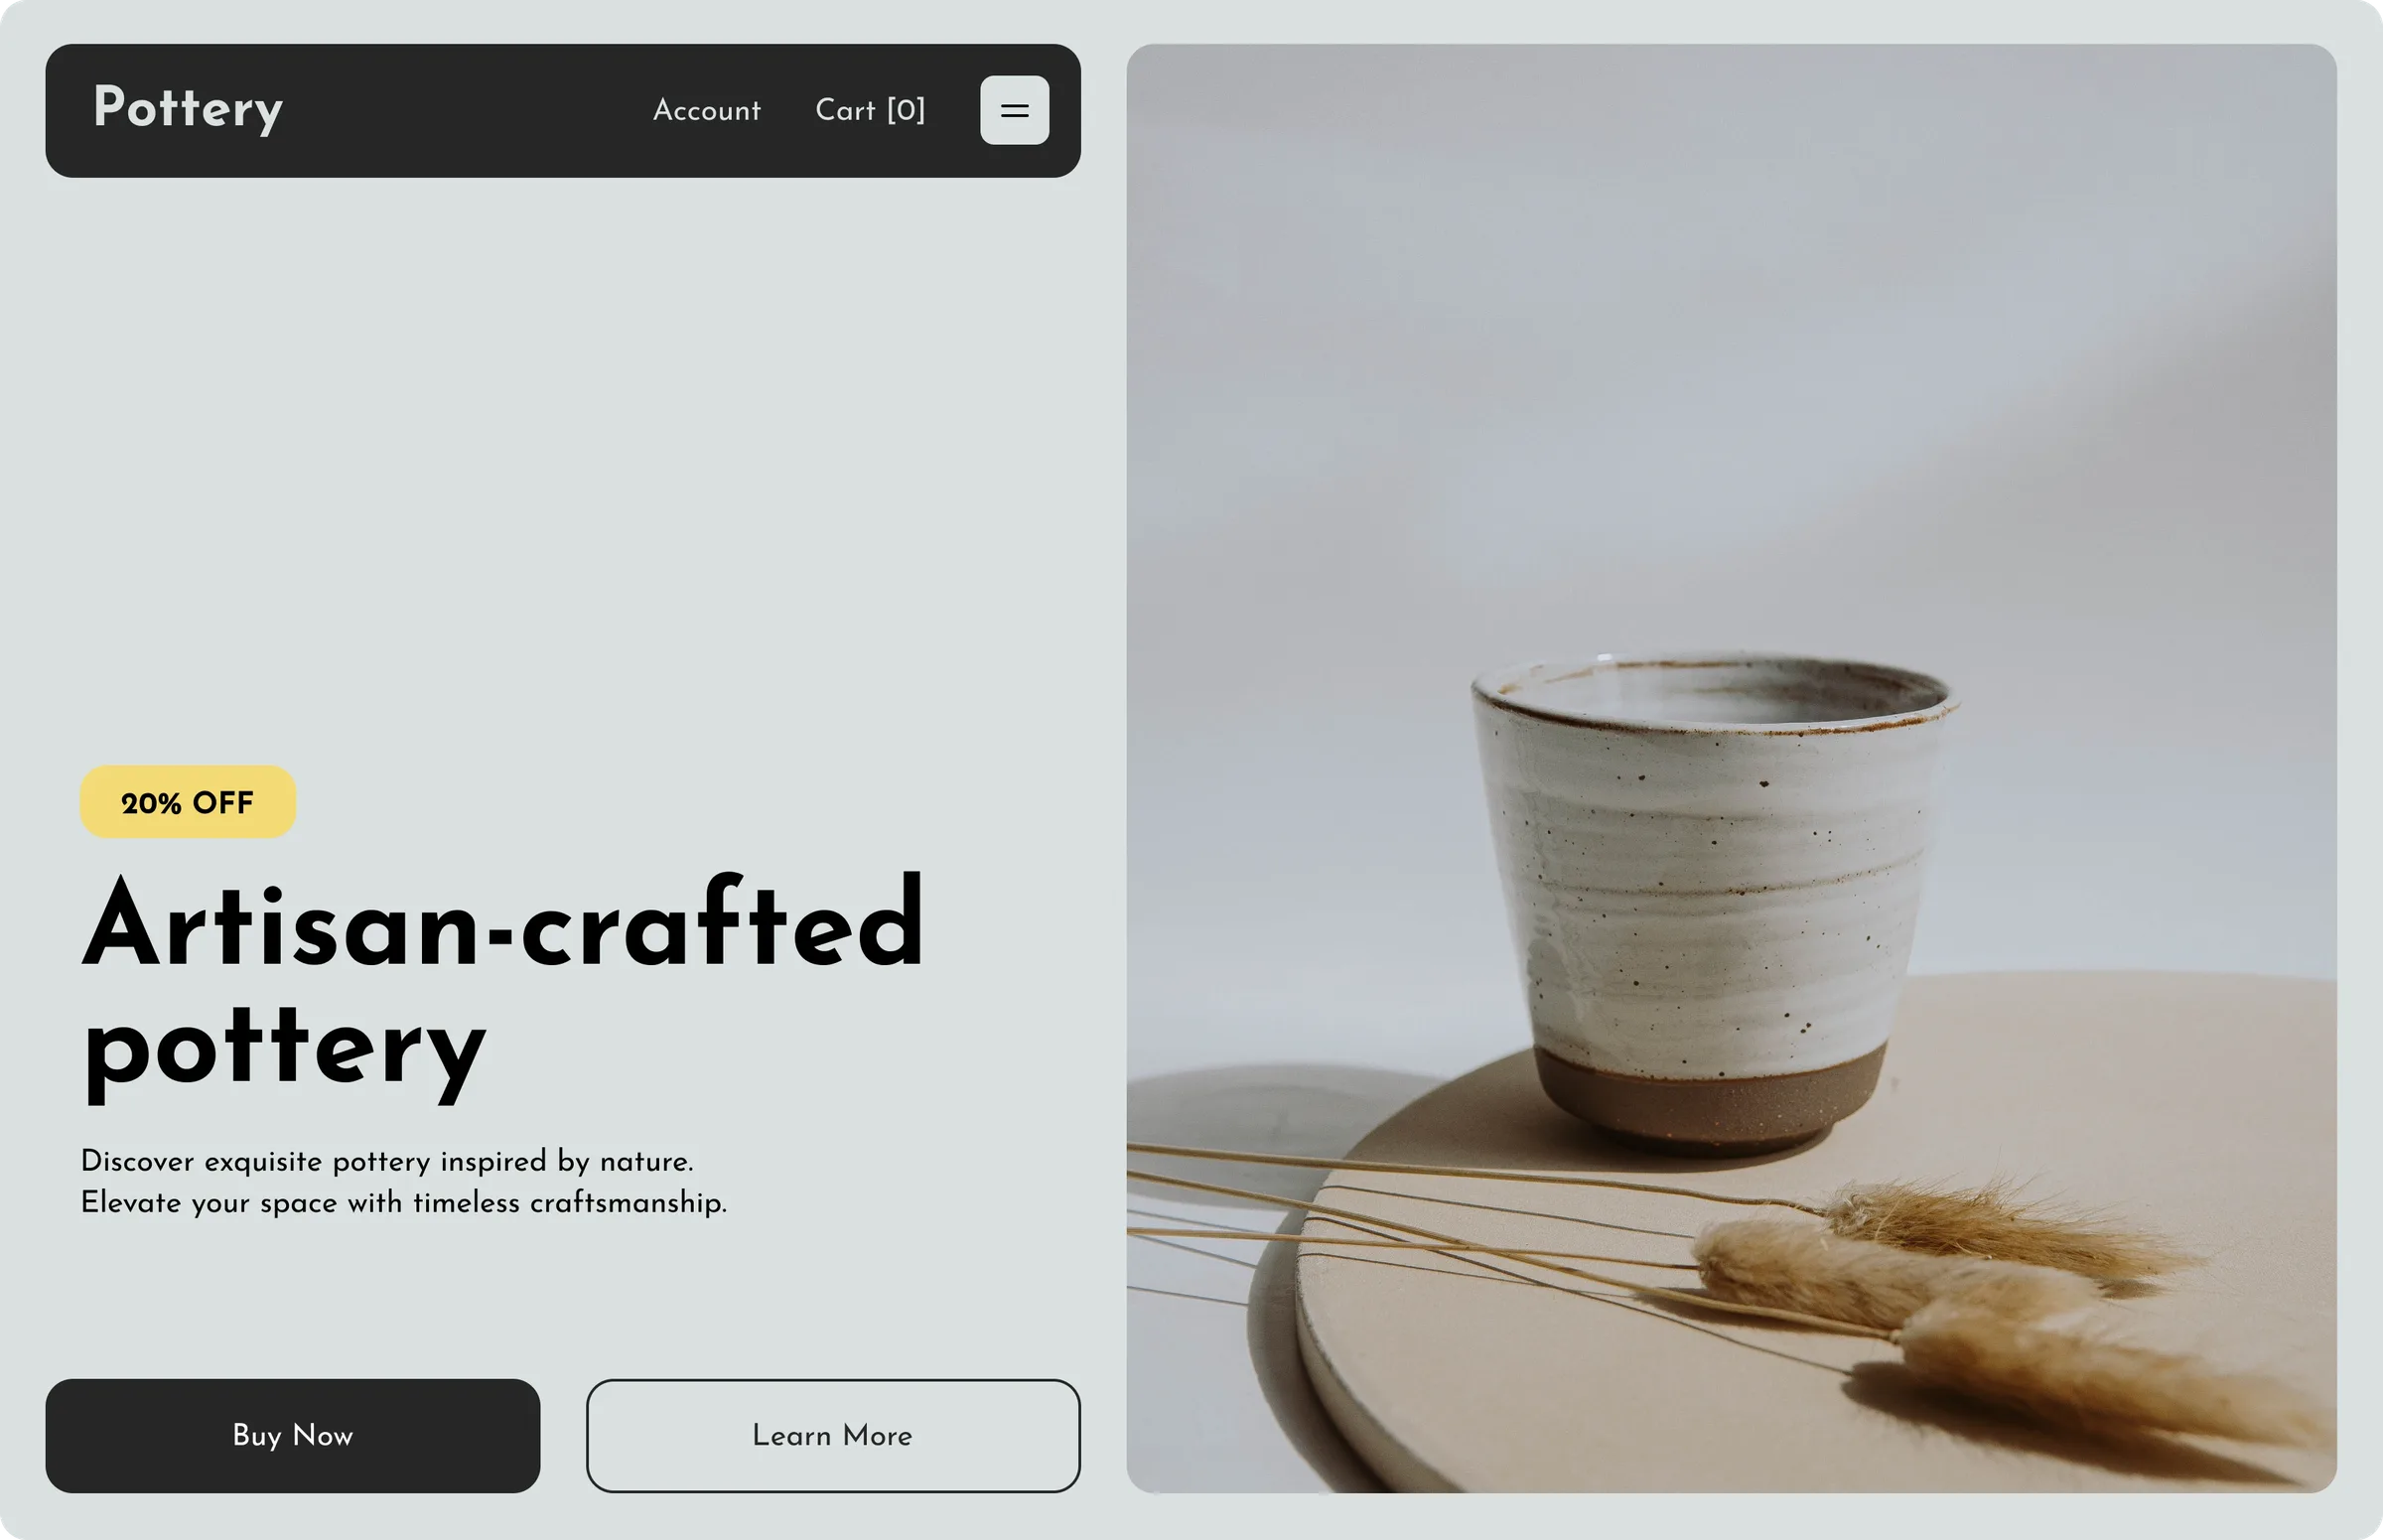 Pottery
Account
Cart [0]
20% OFF
Artisan-crafted
pottery
Discover exquisite pottery inspired by nature.
Elevate your space with timeless craftsmanship.
Buy Now
Learn More